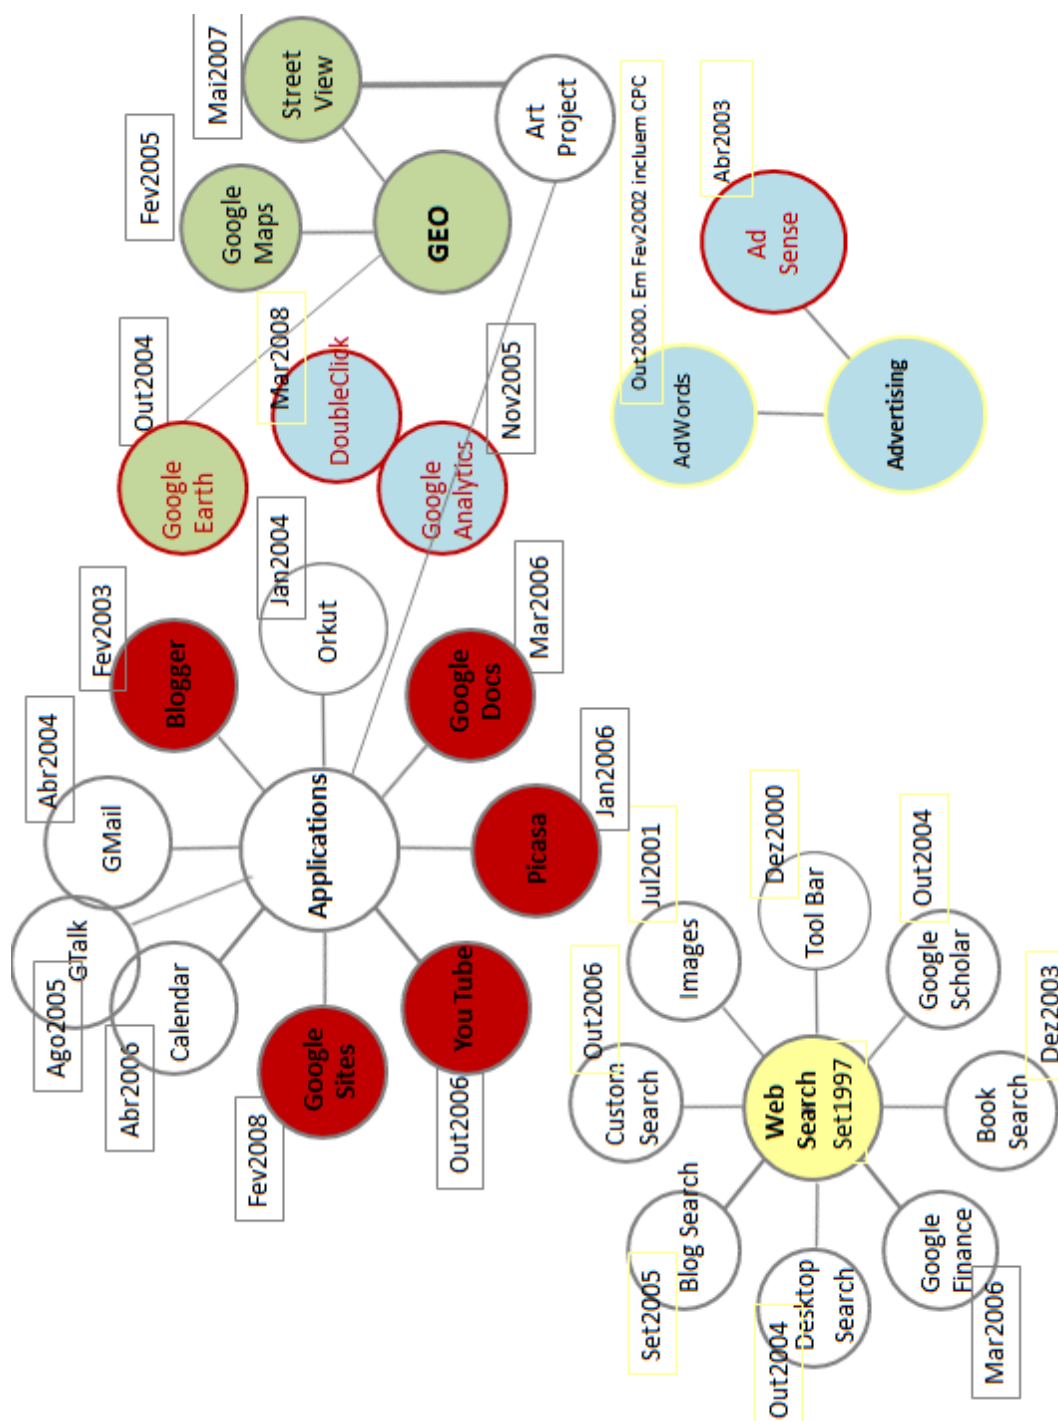 Ago2005
GTalk
Abr2004
GMail
Abr2006
Calendar
Fev2003
Blogger
Out2004
Google
Earth
Fev2005
Google
Maps
Mai2007
Street
View
Fev2008
Google
Sites
Applications
Jan2004
Orkut
Mar2008
DoubleClick
GEO
Out2006
You Tube
Google
Docs
Mar2006
Google
Analytics
Nov2005
Art
Project
Picasa
Jan2006
Set2005
Blog Search
Out2006
Custom
Search
Jul2001
Images
Out2000. Em Fev2002 incluem CPC
AdWords
Abr2003
Ad
Sense
Out2004
Desktop
Search
Web
Search
Set1997
Dez2000
Tool Bar
Advertising
Google
Finance
Mar2006
Book
Search
Dez2003
Google
Scholar
Out2004